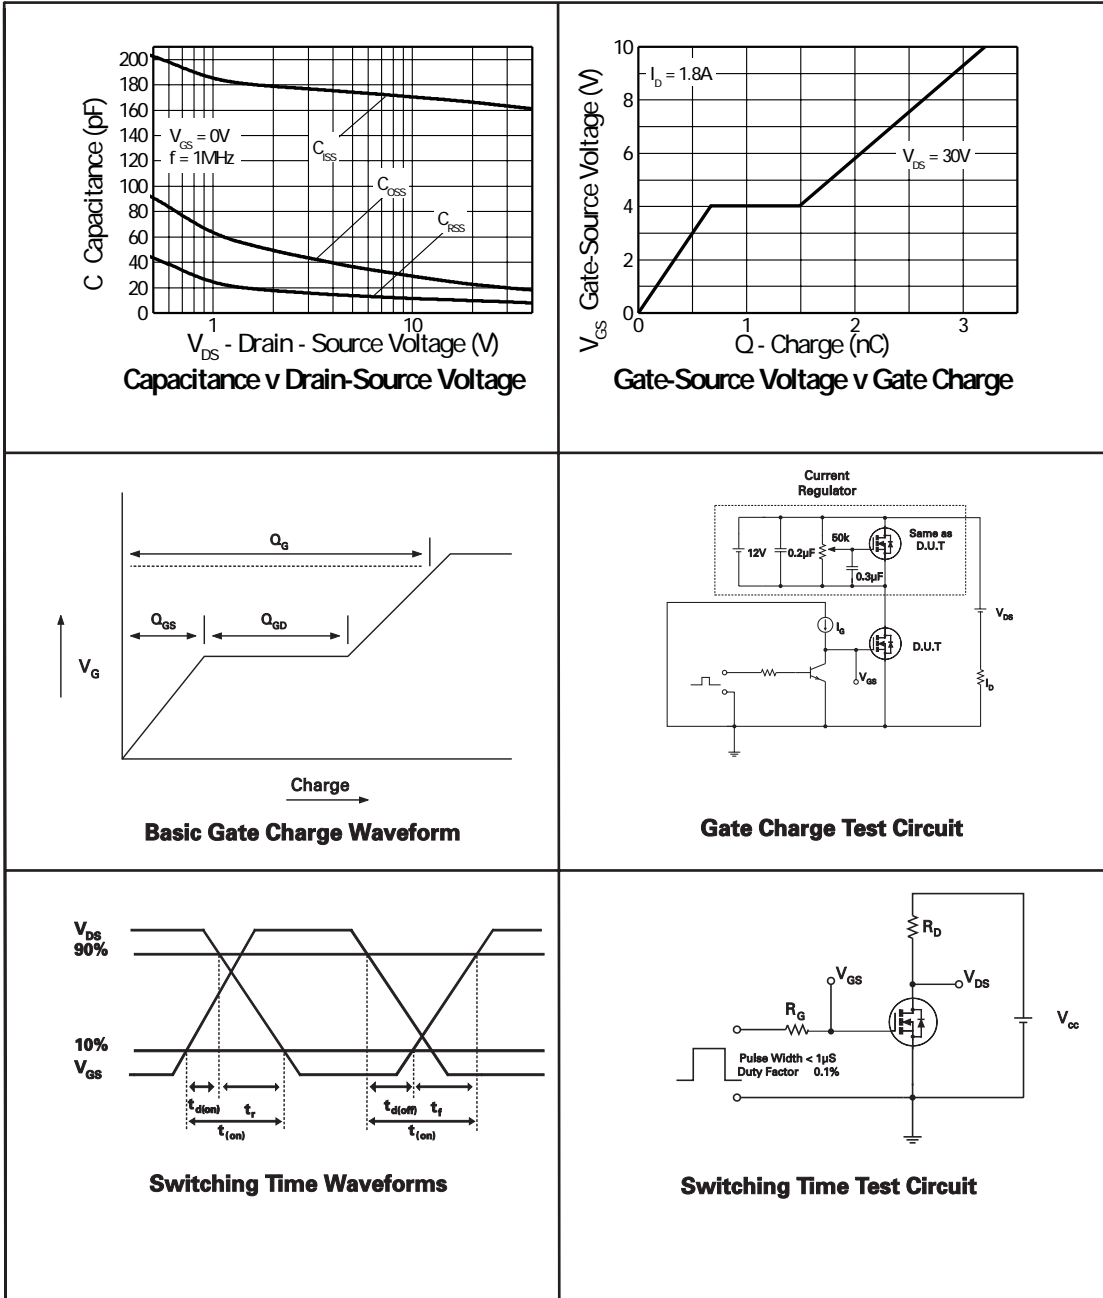 200
180
160
140
120
100
80
60
40
20
0
C Capacitance (pF)
V_GS = 0V
f = 1MHz
C_ISS
C_OSS
C_RSS
1
10
V_DS - Drain - Source Voltage (V)
Capacitance v Drain-Source Voltage
10
8
6
4
2
0
V_GS Gate-Source Voltage (V)
I_D = 1.8A
V_DS = 30V
0
1
2
3
Q - Charge (nC)
Gate-Source Voltage v Gate Charge
Q_G
Q_GS
Q_GD
V_G
Charge
Basic Gate Charge Waveform
Current
Regulator
12V
0.2µF
50k
Same as
D.U.T
0.3µF
V_DS
I_G
D.U.T
V_GS
I_D
Gate Charge Test Circuit
V_DS
90%
10%
V_GS
t_d(on)
t_r
t_(on)
t_d(off)
t_f
t_(on)
Switching Time Waveforms
R_D
V_GS
V_DS
R_G
V_cc
Pulse Width < 1µS
Duty Factor 0.1%
Switching Time Test Circuit